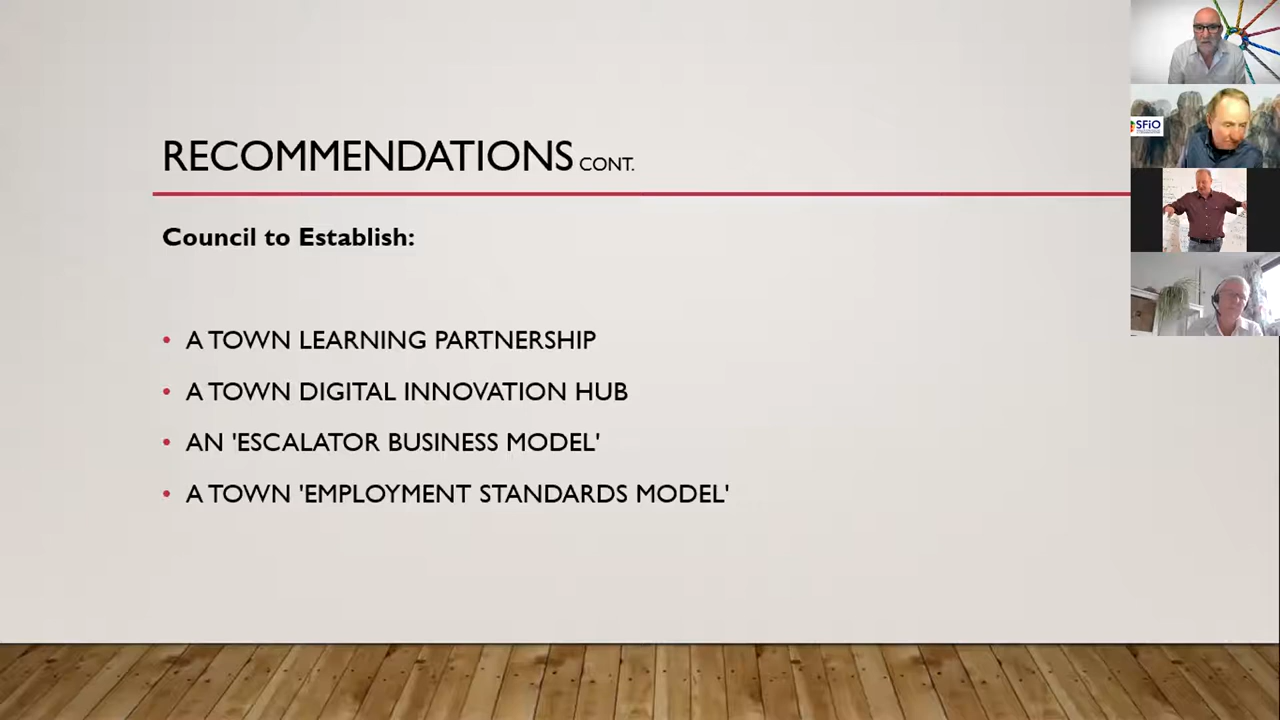 RECOMMENDATIONS CONT.
Council to Establish:
• A TOWN LEARNING PARTNERSHIP
• A TOWN DIGITAL INNOVATION HUB
• AN 'ESCALATOR BUSINESS MODEL'
• A TOWN 'EMPLOYMENT STANDARDS MODEL'
SFiO